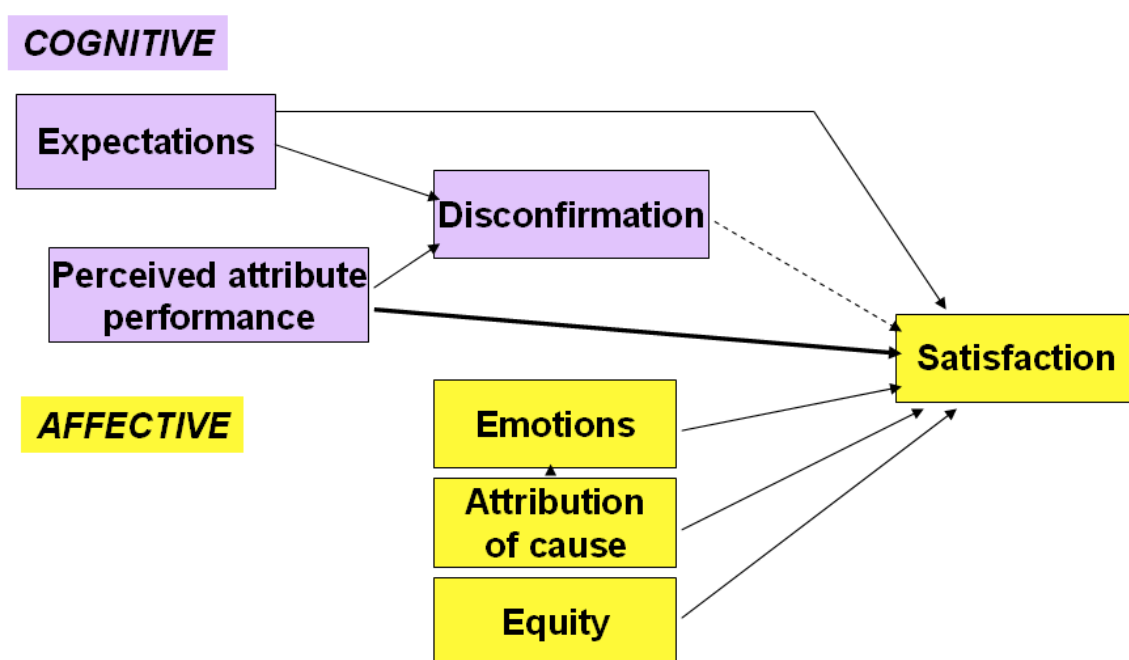 COGNITIVE
Expectations
Disconfirmation
Perceived attribute
performance
Satisfaction
AFFECTIVE
Emotions
Attribution
of cause
Equity